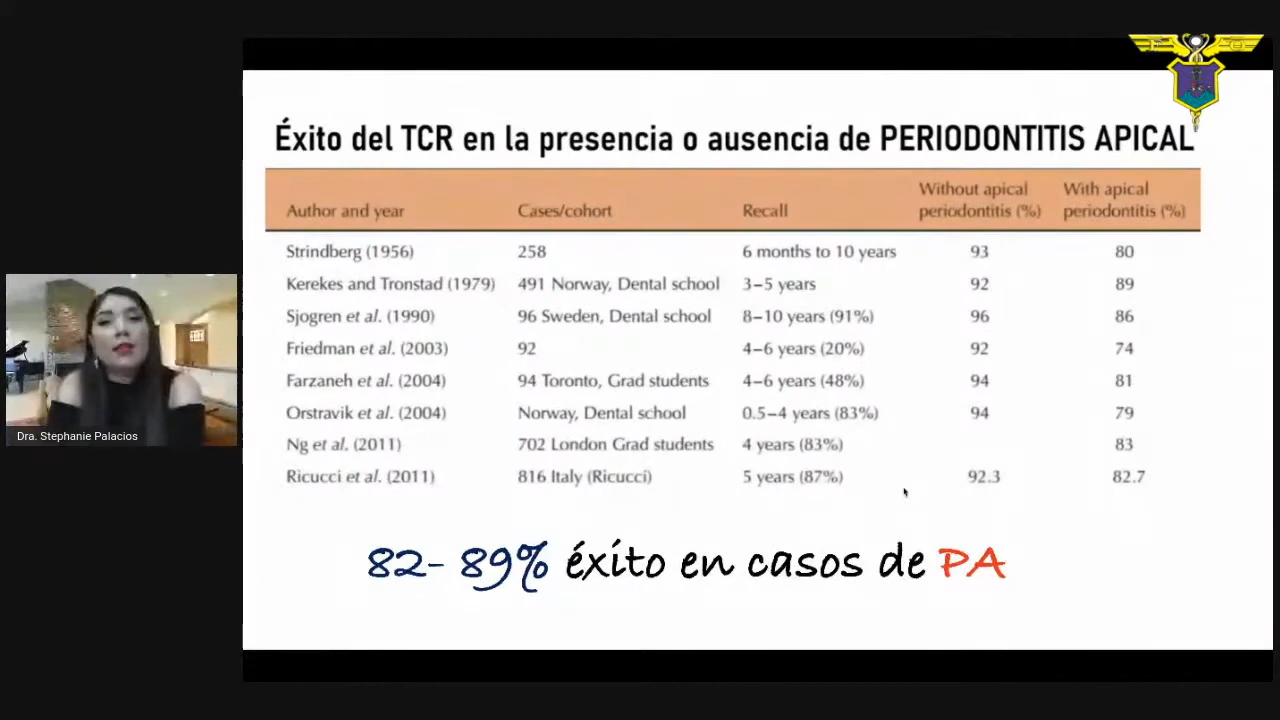 Éxito del TCR en la presencia o ausencia de PERIODONTITIS APICAL
Author and year Cases/cohort Recall Without apical periodontitis (%) With apical periodontitis (%)
Strindberg (1956) 258 6 months to 10 years 93 80
Kerekes and Tronstad (1979) 491 Norway, Dental school 3–5 years 92 89
Sjogren et al. (1990) 96 Sweden, Dental school 8–10 years (91%) 96 86
Friedman et al. (2003) 92 4–6 years (20%) 92 74
Farzaneh et al. (2004) 94 Toronto, Grad students 4–6 years (48%) 94 81
Orstravik et al. (2004) Norway, Dental school 0.5–4 years (83%) 94 79
Ng et al. (2011) 702 London Grad students 4 years (83%) 83
Ricucci et al. (2011) 816 Italy (Ricucci) 5 years (87%) 92.3 82.7
82- 89% éxito en casos de PA
Dra. Stephanie Palacios